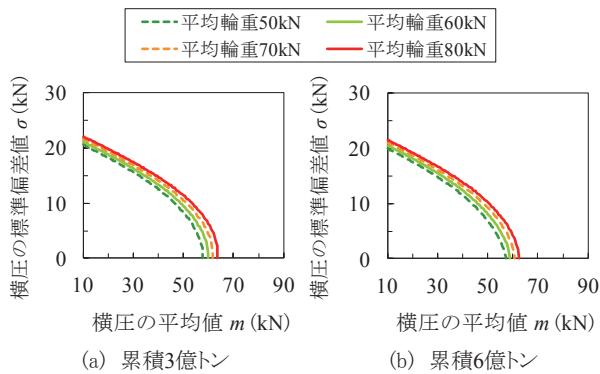 平均輪重50kN 平均輪重60kN
平均輪重70kN 平均輪重80kN
横圧の標準偏差値 σ (kN)
30
20
10
0
10 30 50 70 90
横圧の平均値 m (kN)
(a) 累積3億トン
横圧の標準偏差値 σ (kN)
30
20
10
0
10 30 50 70 90
横圧の平均値 m (kN)
(b) 累積6億トン